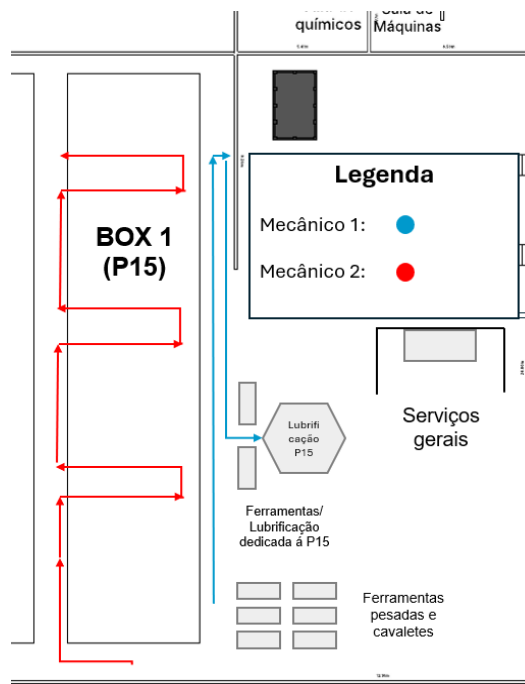 químicos
Sala de
Máquinas
Legenda
Mecânico 1:
Mecânico 2:
BOX 1
(P15)
Lubrifi
cação
P15
Serviços
gerais
Ferramentas/
Lubrificação
dedicada á P15
Ferramentas
pesadas e
cavaletes